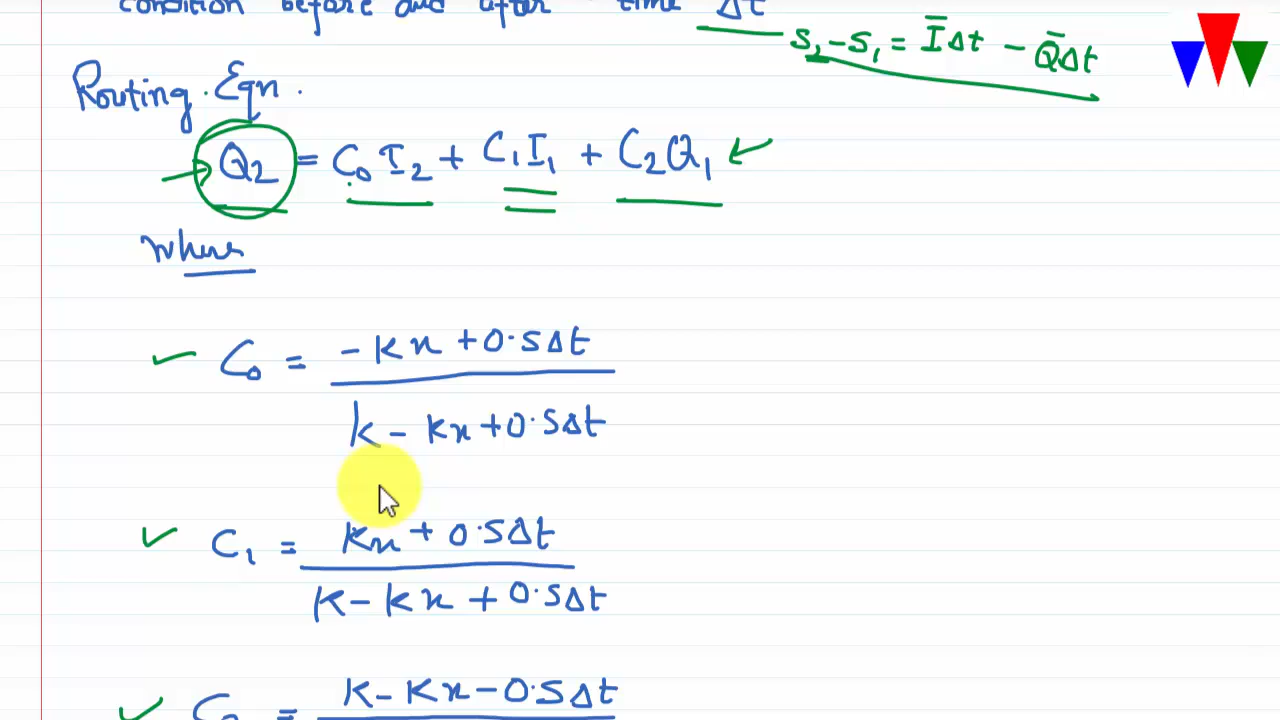 condition before and after time Δt
S₂ - S₁ = ĪΔt - Q̄Δt
Routing Eqn.
Q2 = C₀I₂ + C₁I₁ + C₂Q₁
Where
C₀ = (-Kx + 0.5Δt) / (K - Kx + 0.5Δt)
C₁ = (Kx + 0.5Δt) / (K - Kx + 0.5Δt)
K - Kx - 0.5Δt
=